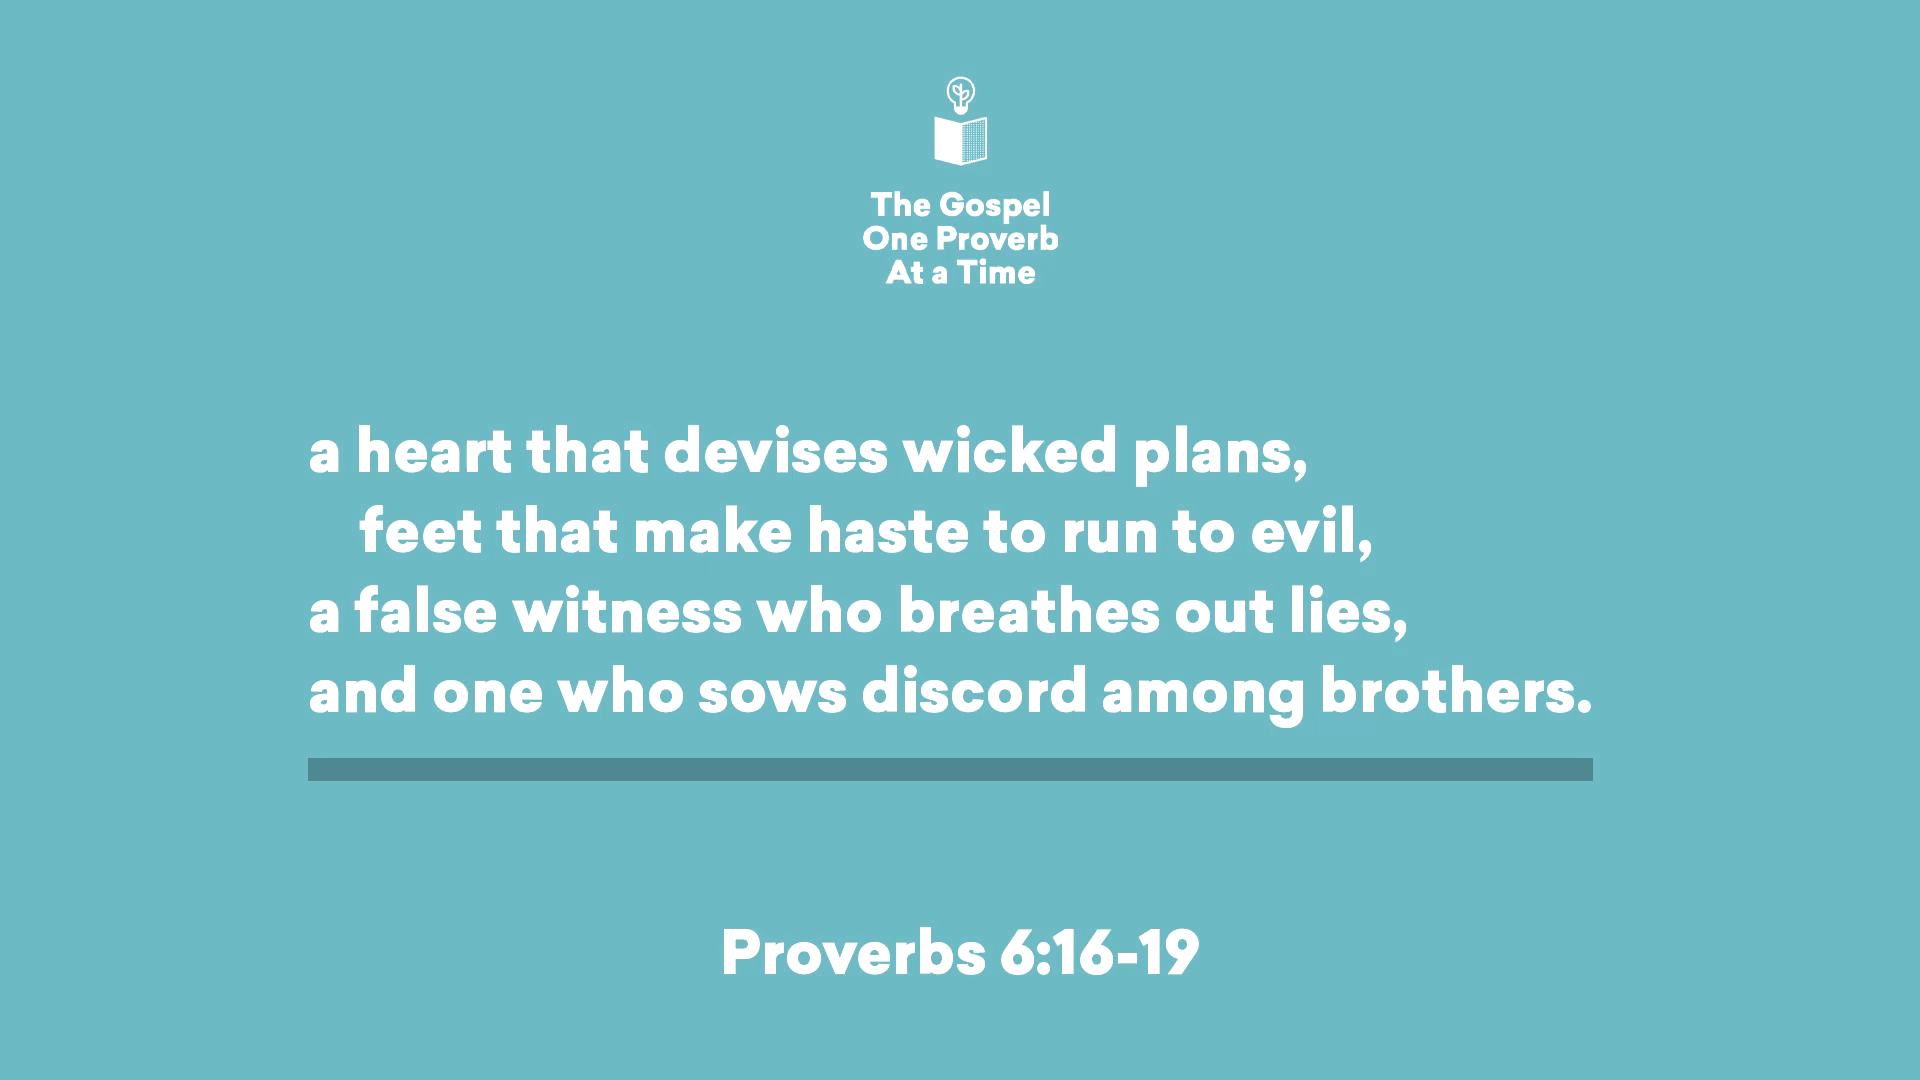 The Gospel
One Proverb
At a Time
a heart that devises wicked plans,
feet that make haste to run to evil,
a false witness who breathes out lies,
and one who sows discord among brothers.
Proverbs 6:16-19